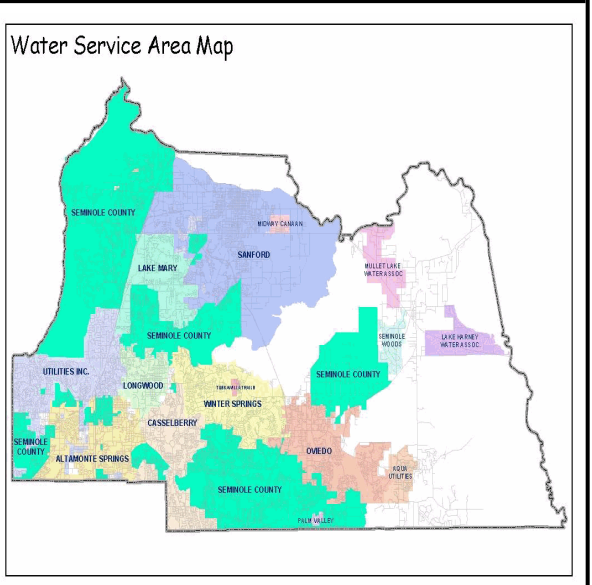 Water Service Area Map
SEMINOLE COUNTY
MIDWAY CANAAN
SANFORD
LAKE MARY
MULLET LAKE
WATER ASSOC
SEMINOLE COUNTY
SEMINOLE
WOODS
LAKE HARNEY
WATER ASSOC.
UTILITIES INC.
LONGWOOD
SEMINOLE COUNTY
WINTER SPRINGS
CASSELBERRY
SEMINOLE
COUNTY
ALTAMONTE SPRINGS
OVIEDO
AQUA
UTILITIES
SEMINOLE COUNTY
PALM VALLEY